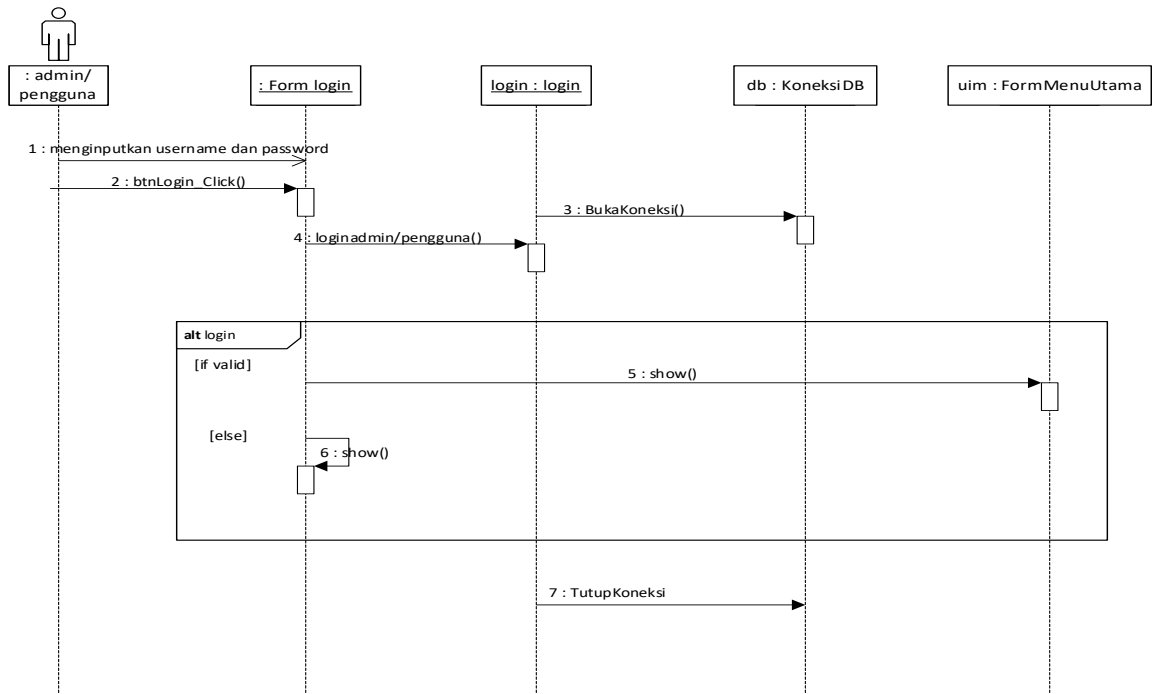 : admin/
pengguna
: Form login
login : login
db : KoneksiDB
uim : FormMenuUtama
1 : menginputkan username dan password
2 : btnLogin_Click()
3 : BukaKoneksi()
4 : loginadmin/pengguna()
alt login
[if valid]
5 : show()
[else]
6 : show()
7 : TutupKoneksi